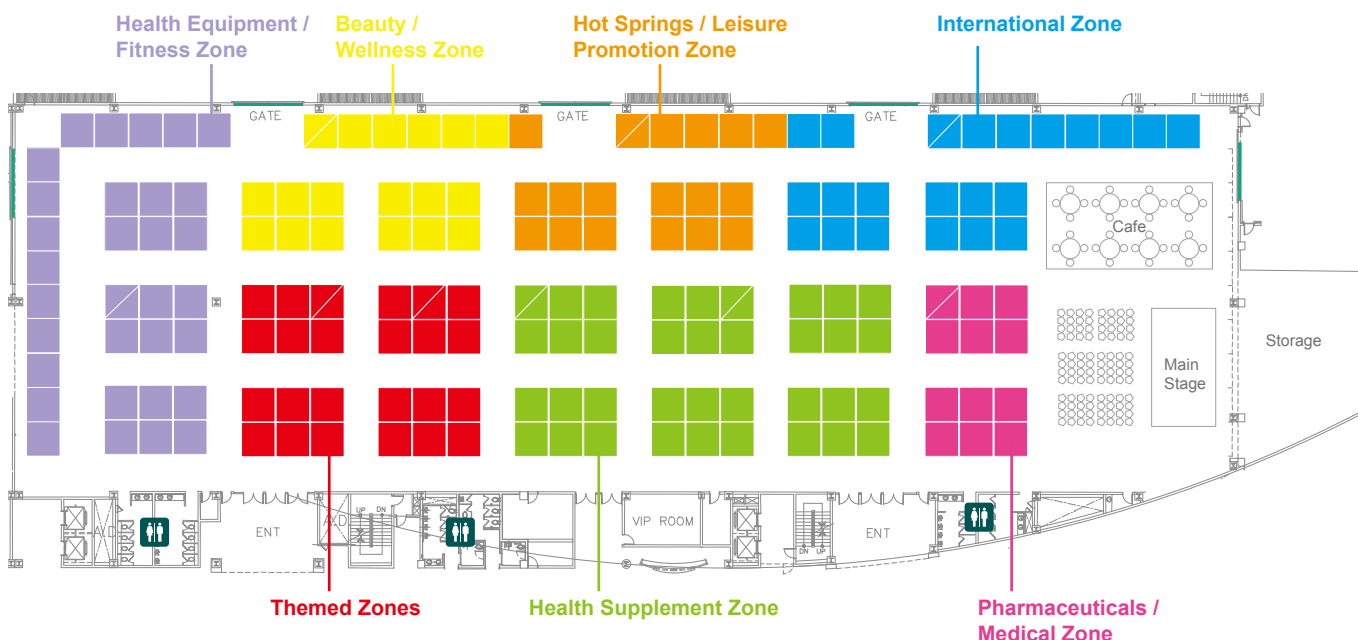 Health Equipment /
Fitness Zone
Beauty /
Wellness Zone
Hot Springs / Leisure
Promotion Zone
International Zone
GATE
GATE
GATE
Cafe
Main
Stage
Storage
UP
DN
ENT
VIP ROOM
ENT
DN
UP
Themed Zones
Health Supplement Zone
Pharmaceuticals /
Medical Zone